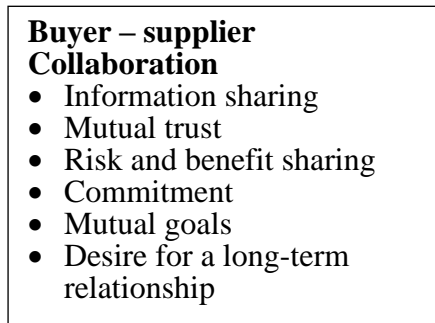 Buyer – supplier
Collaboration
• Information sharing
• Mutual trust
• Risk and benefit sharing
• Commitment
• Mutual goals
• Desire for a long-term
relationship